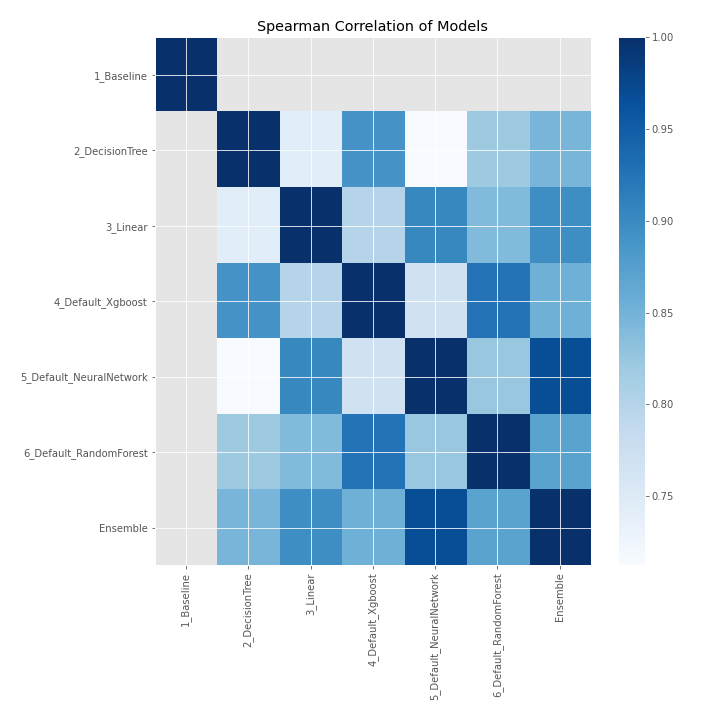 Spearman Correlation of Models
1_Baseline
2_DecisionTree
3_Linear
4_Default_Xgboost
5_Default_NeuralNetwork
6_Default_RandomForest
Ensemble
1_Baseline
2_DecisionTree
3_Linear
4_Default_Xgboost
5_Default_NeuralNetwork
6_Default_RandomForest
Ensemble
1.00
0.95
0.90
0.85
0.80
0.75